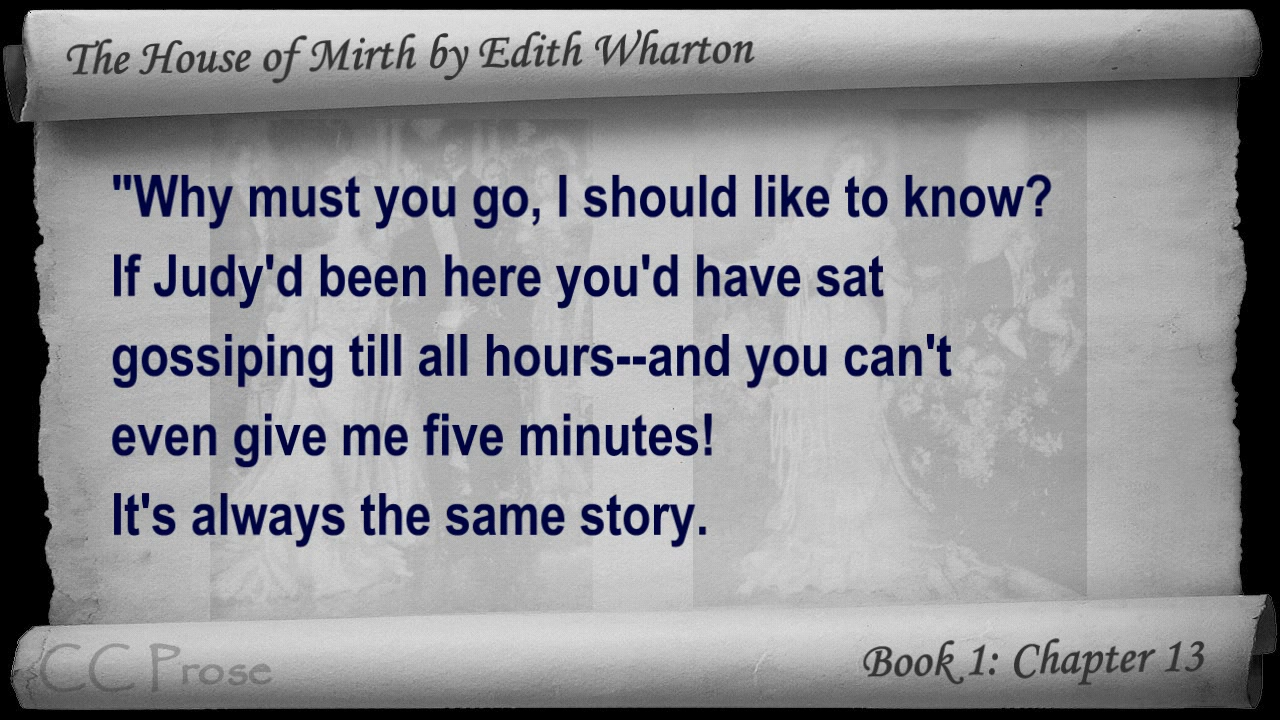 The House of Mirth by Edith Wharton
"Why must you go, I should like to know?
If Judy'd been here you'd have sat
gossiping till all hours--and you can't
even give me five minutes!
It's always the same story.
CC Prose
Book 1: Chapter 13